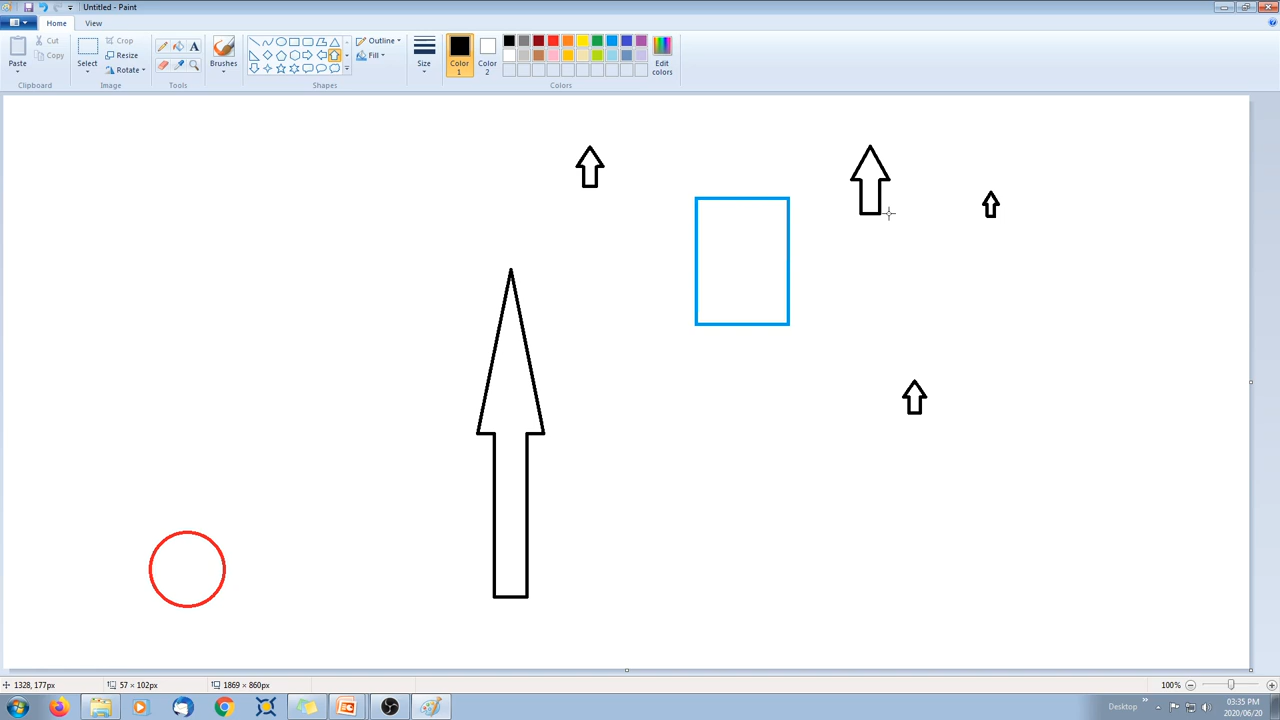 Untitled - Paint
Home View
Paste
Cut
Copy
Clipboard
Select
Crop
Resize
Rotate
Image
A
Tools
Brushes
Outline
Fill
Shapes
Size
Color 1
Color 2
Edit colors
Colors
1328, 177px 57 × 102px 1869 × 860px 100%
Desktop »
03:35 PM
2020/06/20